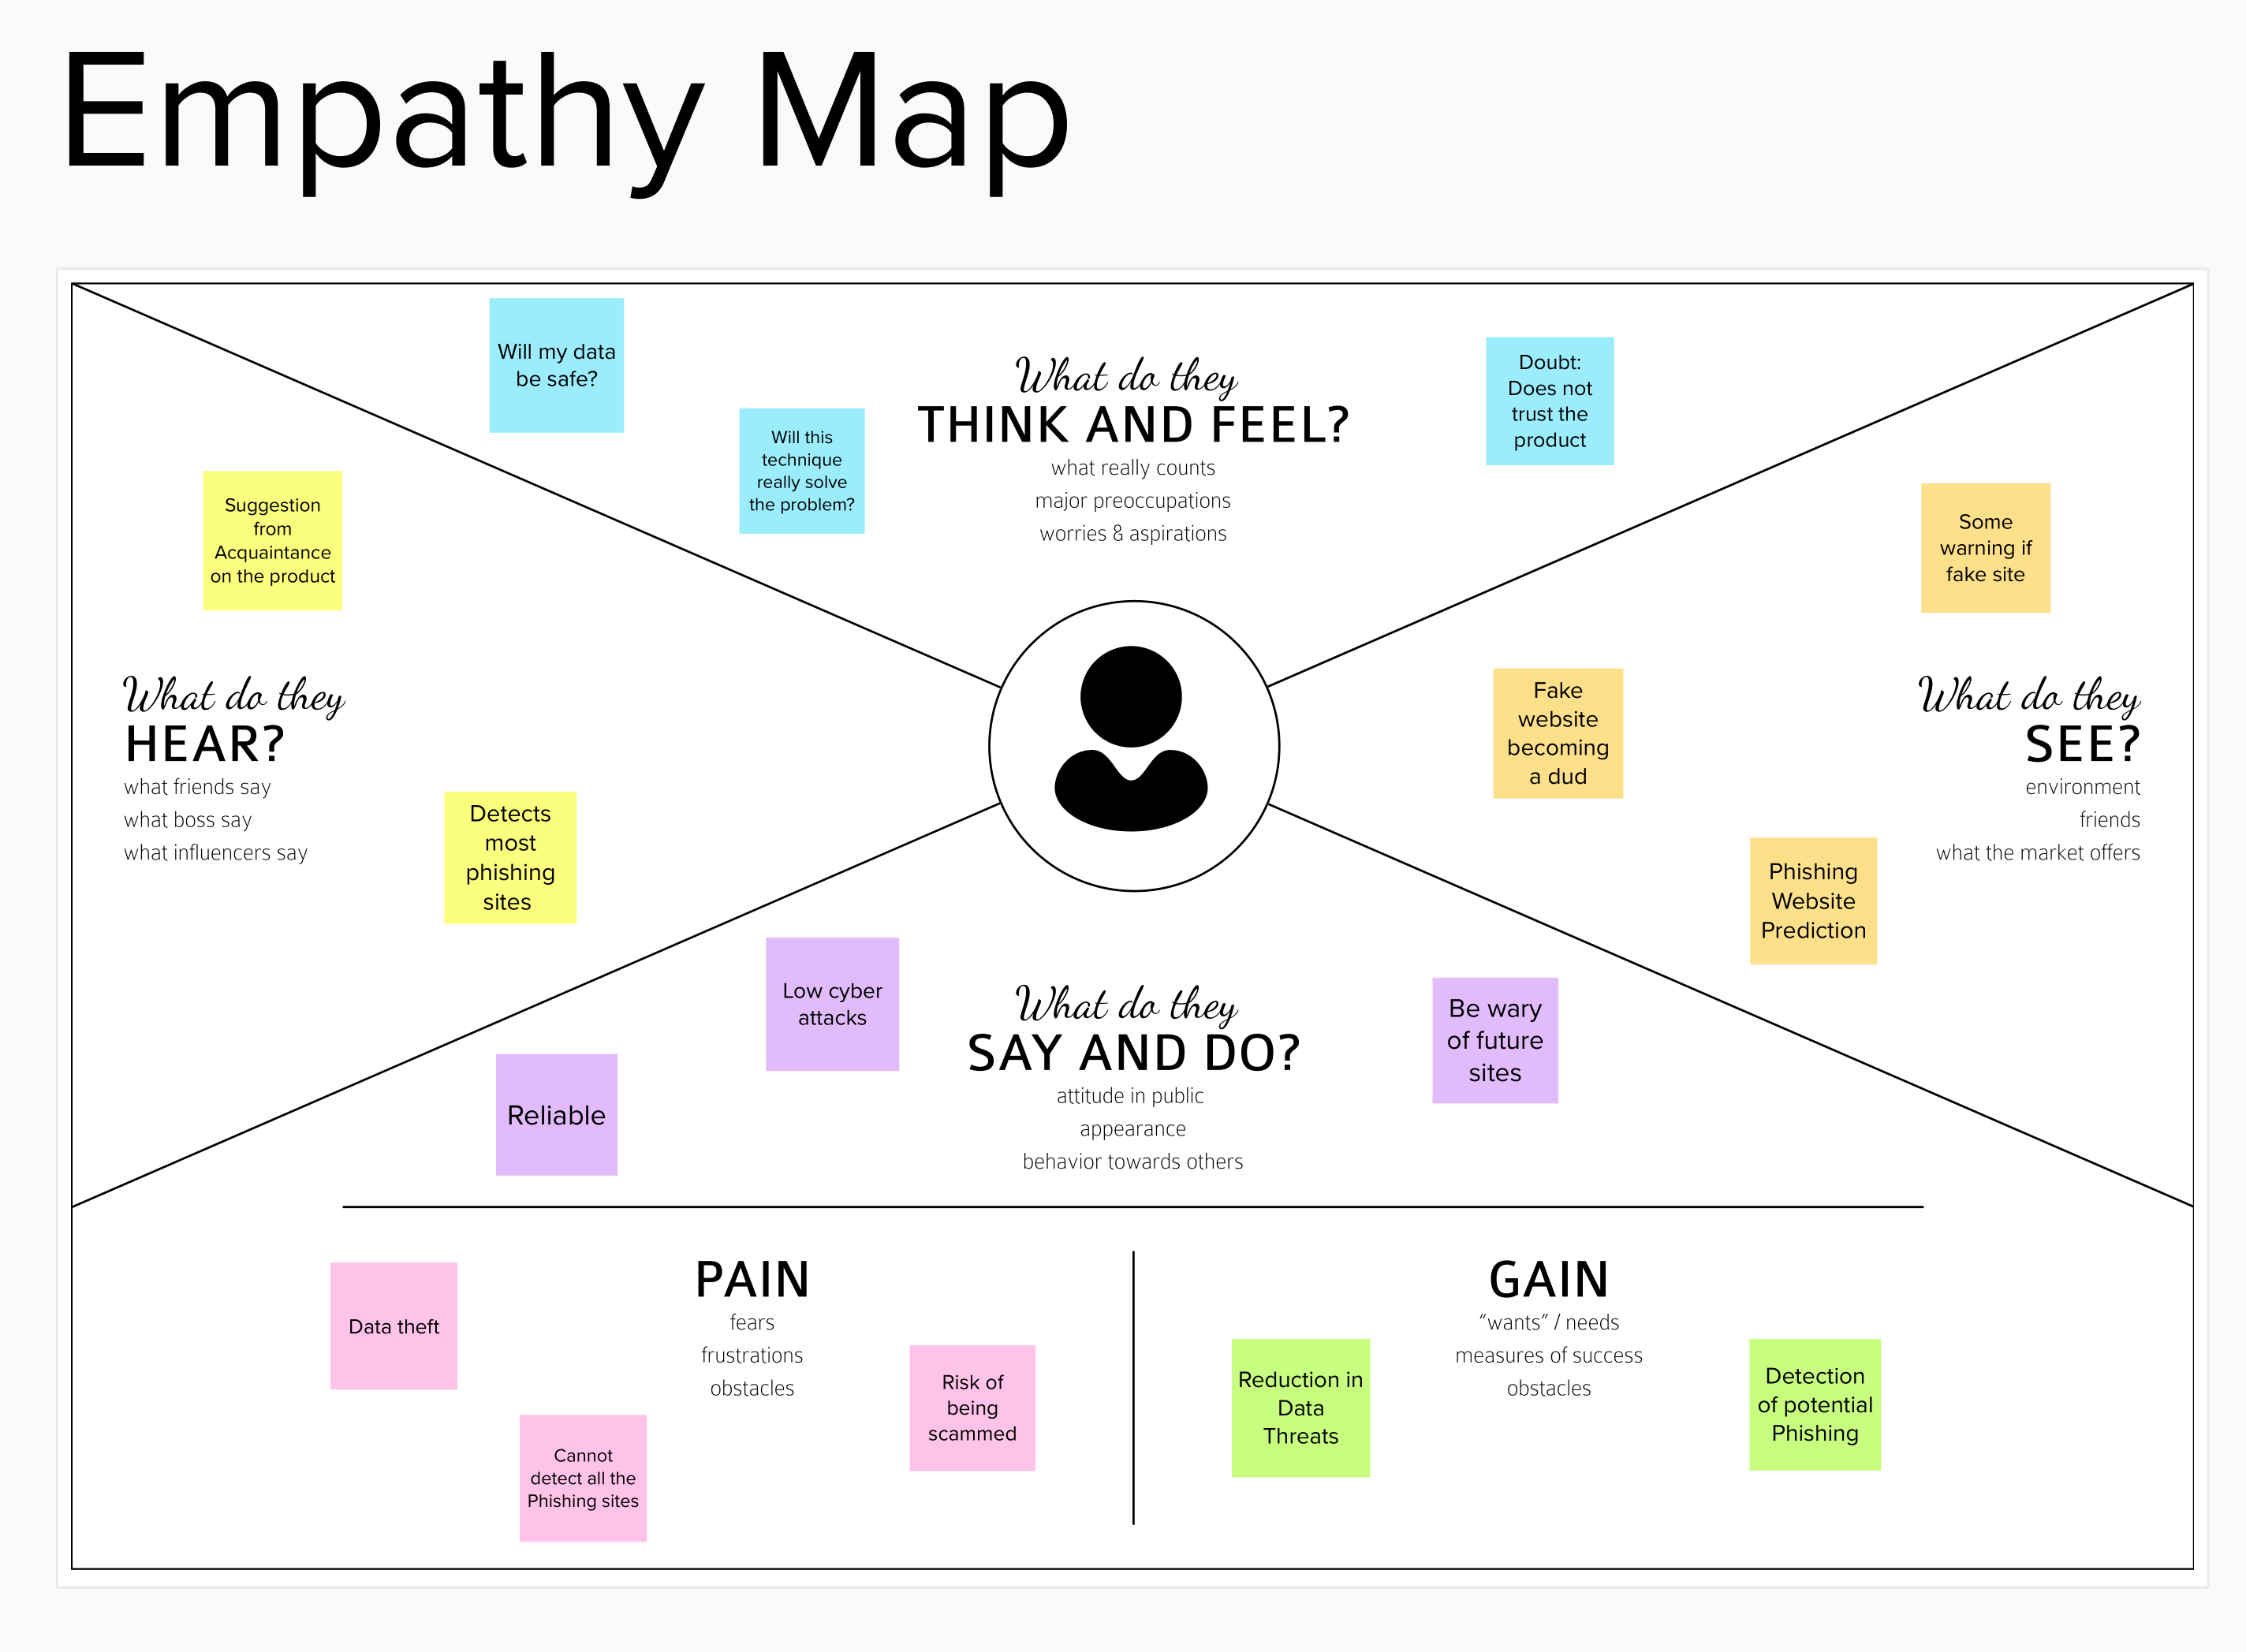 Empathy Map
Will my data
be safe?
Will this
technique
really solve
the problem?
What do they
THINK AND FEEL?
what really counts
major preoccupations
worries & aspirations
Doubt:
Does not
trust the
product
Suggestion
from
Acquaintance
on the product
What do they
HEAR?
what friends say
what boss say
what influencers say
Detects
most
phishing
sites
Some
warning if
fake site
Fake
website
becoming
a dud
What do they
SEE?
environment
friends
what the market offers
Phishing
Website
Prediction
Low cyber
attacks
Reliable
What do they
SAY AND DO?
attitude in public
appearance
behavior towards others
Be wary
of future
sites
PAIN
fears
frustrations
obstacles
Data theft
Cannot
detect all the
Phishing sites
Risk of
being
scammed
GAIN
“wants” / needs
measures of success
obstacles
Reduction in
Data
Threats
Detection
of potential
Phishing